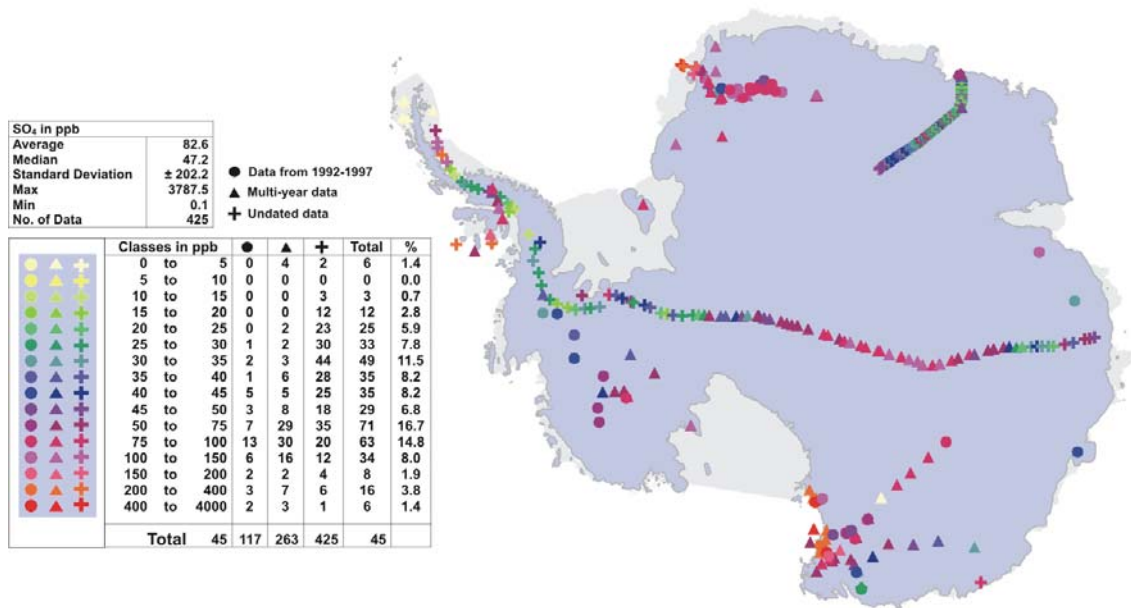 SO₄ in ppb
Average 82.6
Median 47.2
Standard Deviation ± 202.2
Max 3787.5
Min 0.1
No. of Data 425
Data from 1992-1997
Multi-year data
Undated data
Classes in ppb Total %
0 to 5 0 4 2 6 1.4
5 to 10 0 0 0 0 0.0
10 to 15 0 0 3 3 0.7
15 to 20 0 0 12 12 2.8
20 to 25 0 2 23 25 5.9
25 to 30 1 2 30 33 7.8
30 to 35 2 3 44 49 11.5
35 to 40 1 6 28 35 8.2
40 to 45 5 5 25 35 8.2
45 to 50 3 8 18 29 6.8
50 to 75 7 29 35 71 16.7
75 to 100 13 30 20 63 14.8
100 to 150 6 16 12 34 8.0
150 to 200 2 2 4 8 1.9
200 to 400 3 7 6 16 3.8
400 to 4000 2 3 1 6 1.4
Total 45 117 263 425 45